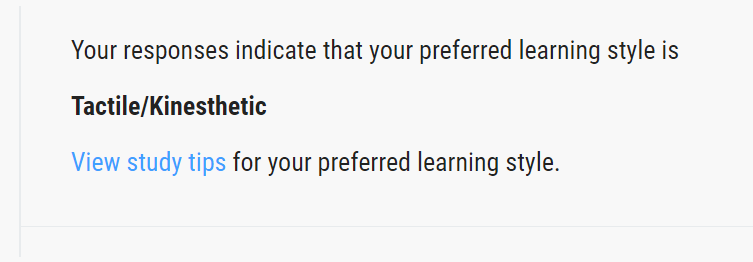 Your responses indicate that your preferred learning style is
Tactile/Kinesthetic
View study tips for your preferred learning style.